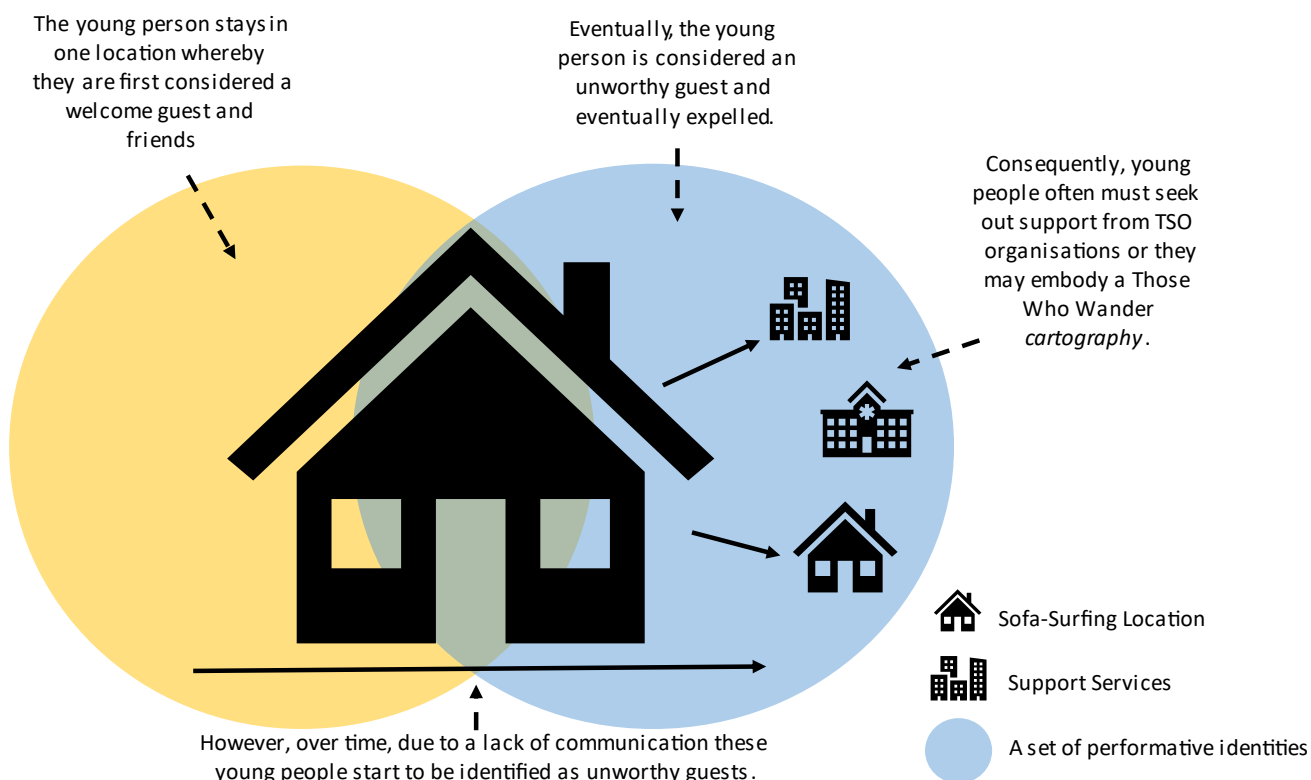 The young person stays in
one location whereby
they are first considered a
welcome guest and
friends
Eventually, the young
person is considered an
unworthy guest and
eventually expelled.
Consequently, young
people often must seek
out support from TSO
organisations or they
may embody a Those
Who Wander
cartography.
Sofa-Surfing Location
Support Services
A set of performative identities
However, over time, due to a lack of communication these
young people start to be identified as unworthy guests.